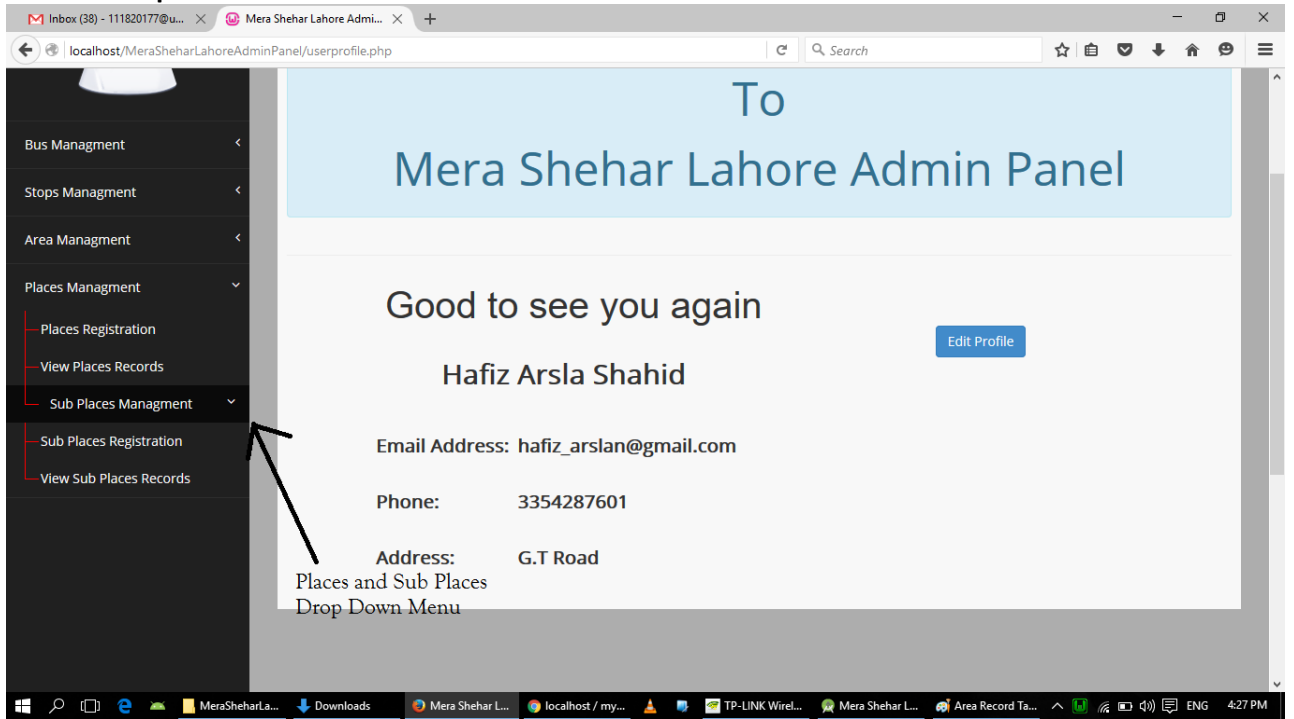 Inbox (38) - 111820177@u...
Mera Shehar Lahore Admi...
localhost/MeraSheharLahoreAdminPanel/userprofile.php
Search
To
Mera Shehar Lahore Admin Panel
Bus Managment
Stops Managment
Area Managment
Places Managment
Places Registration
View Places Records
Sub Places Managment
Sub Places Registration
View Sub Places Records
Good to see you again
Edit Profile
Hafiz Arsla Shahid
Email Address: hafiz_arslan@gmail.com
Phone: 3354287601
Address: G.T Road
Places and Sub Places
Drop Down Menu
MeraSheharLa... Downloads Mera Shehar L... localhost / my... TP-LINK Wirel... Mera Shehar L... Area Record Ta... ENG 4:27 PM